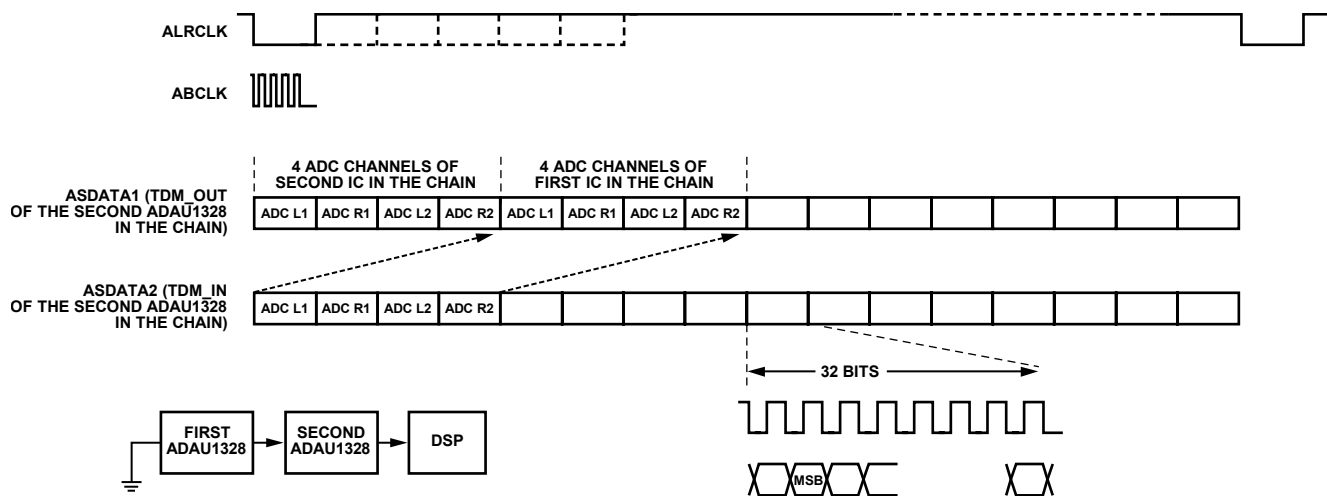 ALRCLK
ABCLK
4 ADC CHANNELS OF
SECOND IC IN THE CHAIN
4 ADC CHANNELS OF
FIRST IC IN THE CHAIN
ASDATA1 (TDM_OUT
OF THE SECOND ADAU1328
IN THE CHAIN)
ADC L1 ADC R1 ADC L2 ADC R2 ADC L1 ADC R1 ADC L2 ADC R2
ASDATA2 (TDM_IN
OF THE SECOND ADAU1328
IN THE CHAIN)
ADC L1 ADC R1 ADC L2 ADC R2
32 BITS
FIRST
ADAU1328
SECOND
ADAU1328
DSP
MSB